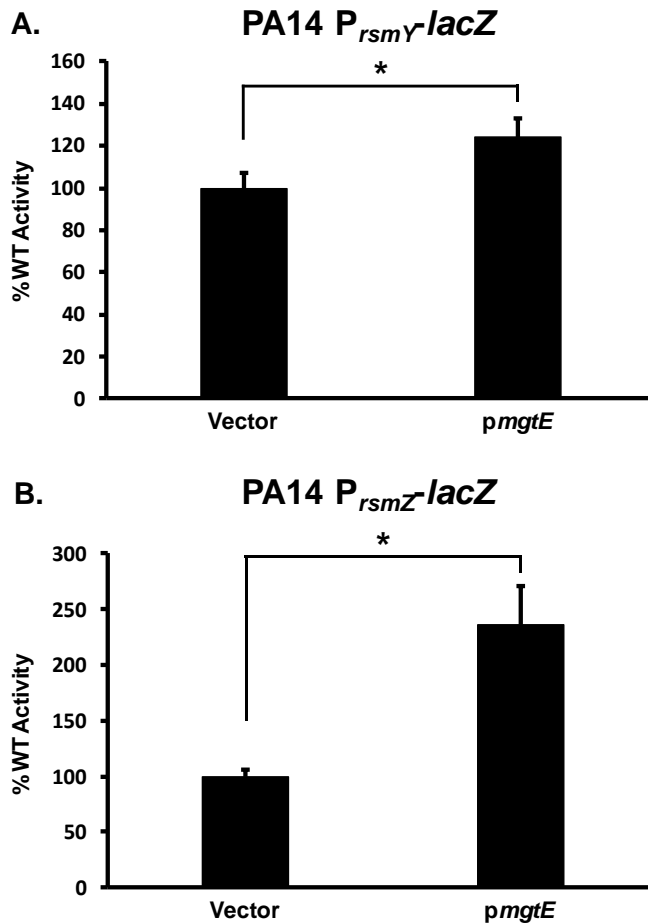 A.
PA14 PrsmY-lacZ
*
160
140
120
100
80
60
40
20
0
%WT Activity
Vector pmgtE
B.
PA14 PrsmZ-lacZ
*
300
250
200
150
100
50
0
%WT Activity
Vector pmgtE